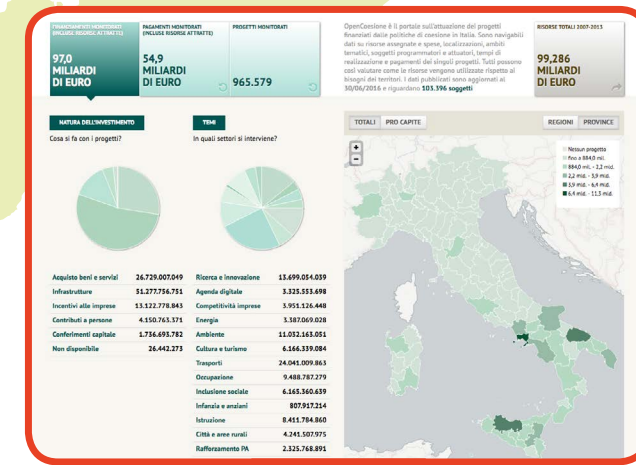 FINANZIAMENTI MONITORATI
(INCLUSE RISORSE ATTRATTE)
97,0
MILIARDI
DI EURO
PAGAMENTI MONITORATI
(INCLUSE RISORSE ATTRATTE)
54,9
MILIARDI
DI EURO
PROGETTI MONITORATI
965.579
OpenCoesione è il portale sull'attuazione dei progetti
finanziati dalle politiche di coesione in Italia. Sono navigabili
dati su risorse assegnate e spese, localizzazioni, ambiti
tematici, soggetti programmatori e attuatori, tempi di
realizzazione e pagamenti dei singoli progetti. Tutti possono
così valutare come le risorse vengono utilizzate rispetto ai
bisogni dei territori. I dati pubblicati sono aggiornati al
30/06/2016 e riguardano 103.396 soggetti
RISORSE TOTALI 2007-2013
99,286
MILIARDI
DI EURO
NATURA DELL'INVESTIMENTO
Cosa si fa con i progetti?
Acquisto beni e servizi 26.729.007.049
Infrastrutture 51.277.756.751
Incentivi alle imprese 13.122.778.843
Contributi a persone 4.150.763.371
Conferimenti capitale 1.736.693.782
Non disponibile 26.442.273
TEMI
In quali settori si interviene?
Ricerca e innovazione 13.699.054.039
Agenda digitale 3.325.553.698
Competitività imprese 3.951.126.448
Energia 3.387.069.028
Ambiente 11.032.163.051
Cultura e turismo 6.166.339.084
Trasporti 24.041.009.863
Occupazione 9.488.787.279
Inclusione sociale 6.165.360.639
Infanzia e anziani 807.917.214
Istruzione 8.411.784.860
Città e aree rurali 4.241.507.975
Rafforzamento PA 2.325.768.891
TOTALI PRO CAPITE
REGIONI PROVINCE
+
-
Nessun progetto
fino a 884,0 mil.
884,0 mil. - 2,2 mld.
2,2 mld. - 3,9 mld.
3,9 mld. - 6,4 mld.
6,4 mld. - 11,3 mld.